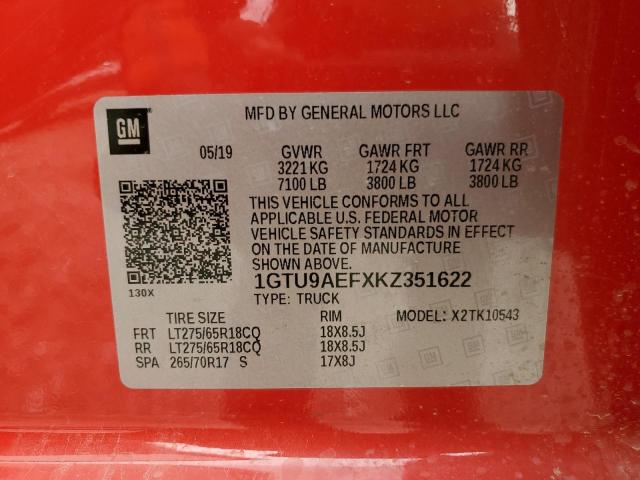 GM
MFD BY GENERAL MOTORS LLC
05/19 GVWR GAWR FRT GAWR RR
3221 KG 1724 KG 1724 KG
7100 LB 3800 LB 3800 LB
THIS VEHICLE CONFORMS TO ALL
APPLICABLE U.S. FEDERAL MOTOR
VEHICLE SAFETY STANDARDS IN EFFECT
ON THE DATE OF MANUFACTURE
SHOWN ABOVE.
130X
1GTU9AEFXKZ351622
TYPE: TRUCK
TIRE SIZE RIM MODEL: X2TK10543
FRT LT275/65R18CQ 18X8.5J
RR LT275/65R18CQ 18X8.5J
SPA 265/70R17 S 17X8J